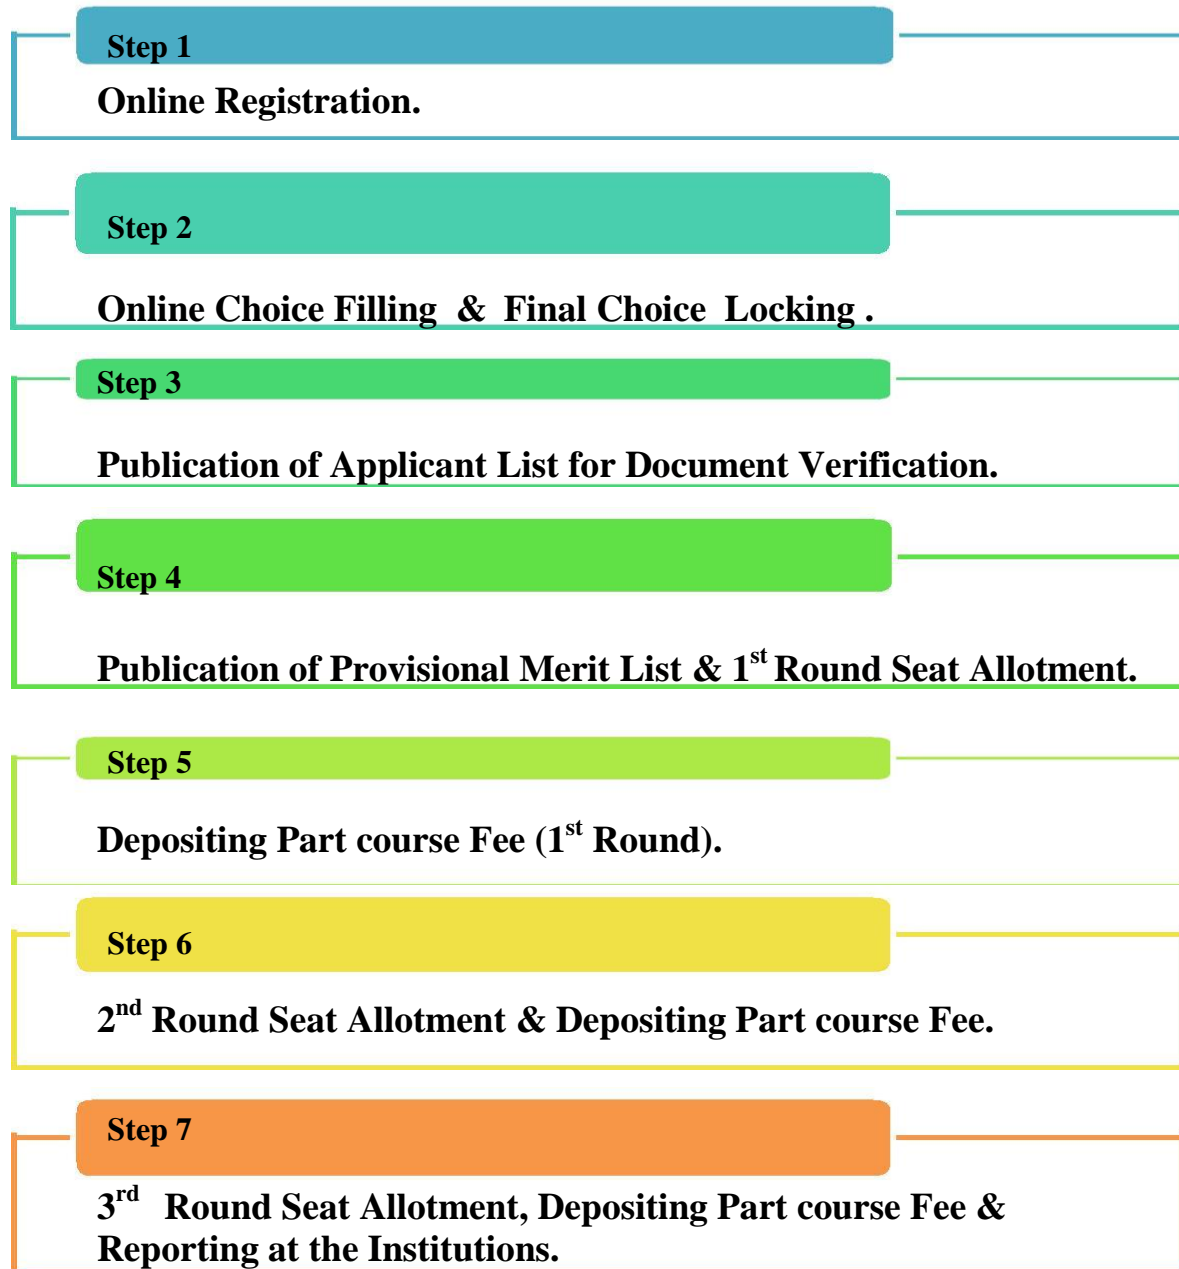 Step 1
Online Registration.
Step 2
Online Choice Filling & Final Choice Locking .
Step 3
Publication of Applicant List for Document Verification.
Step 4
Publication of Provisional Merit List & 1st Round Seat Allotment.
Step 5
Depositing Part course Fee (1st Round).
Step 6
2nd Round Seat Allotment & Depositing Part course Fee.
Step 7
3rd Round Seat Allotment, Depositing Part course Fee &
Reporting at the Institutions.